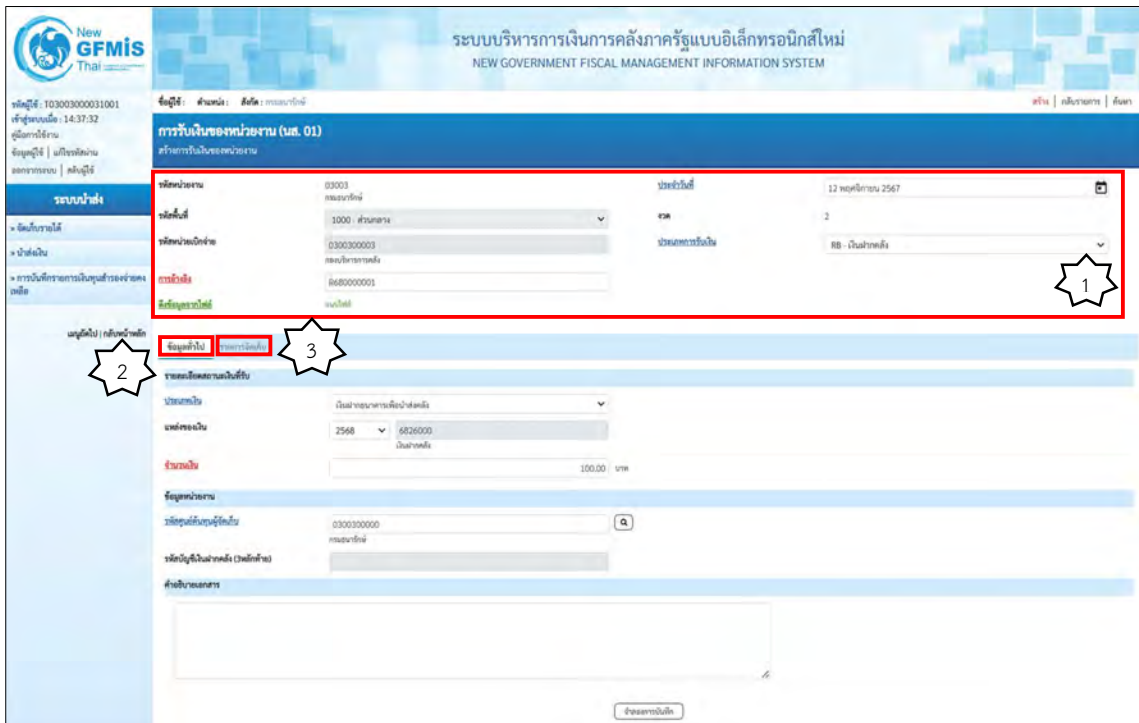 New
GFMIS
Thai
ระบบบริหารการเงินการคลังภาครัฐแบบอิเล็กทรอนิกส์ใหม่
NEW GOVERNMENT FISCAL MANAGEMENT INFORMATION SYSTEM
รหัสผู้ใช้ : T03003000031001
เข้าสู่ระบบเมื่อ : 14:37:32
คู่มือการใช้งาน
ข้อมูลผู้ใช้ | แก้ไขรหัสผ่าน
ออกจากระบบ | สลับผู้ใช้
ระบบนำส่ง
» จัดเก็บรายได้
» นำส่งเงิน
» การบันทึกรายการเงินทุนสำรองจ่ายคงเหลือ
เมนูถัดไป | กลับหน้าหลัก
ชื่อผู้ใช้ : ตำแหน่ง : สังกัด : กรมธนารักษ์
สร้าง | กลับรายการ | ค้นหา
การรับเงินของหน่วยงาน (นส. 01)
สร้างการรับเงินของหน่วยงาน
รหัสหน่วยงาน 03003 ประจำวันที่ 12 พฤศจิกายน 2567
กรมธนารักษ์
รหัสพื้นที่ 1000 - ส่วนกลาง งวด 2
รหัสหน่วยเบิกจ่าย 0300300003 ประเภทการรับเงิน RB - เงินฝากคลัง
กองบริหารการคลัง
การอ้างอิง R680000001
1
ดึงข้อมูลจากไฟล์ แนบไฟล์
2
ข้อมูลทั่วไป รายการจัดเก็บ
3
รายละเอียดสถานะเงินที่รับ
ประเภทเงิน เงินฝากธนาคารเพื่อนำส่งคลัง
แหล่งของเงิน 2568 6826000
เงินฝากคลัง
จำนวนเงิน 100.00 บาท
ข้อมูลหน่วยงาน
รหัสศูนย์ต้นทุนผู้จัดเก็บ 0300300000
กรมธนารักษ์
รหัสบัญชีเงินฝากคลัง (3หลักท้าย)
คำอธิบายเอกสาร
จำลองการบันทึก